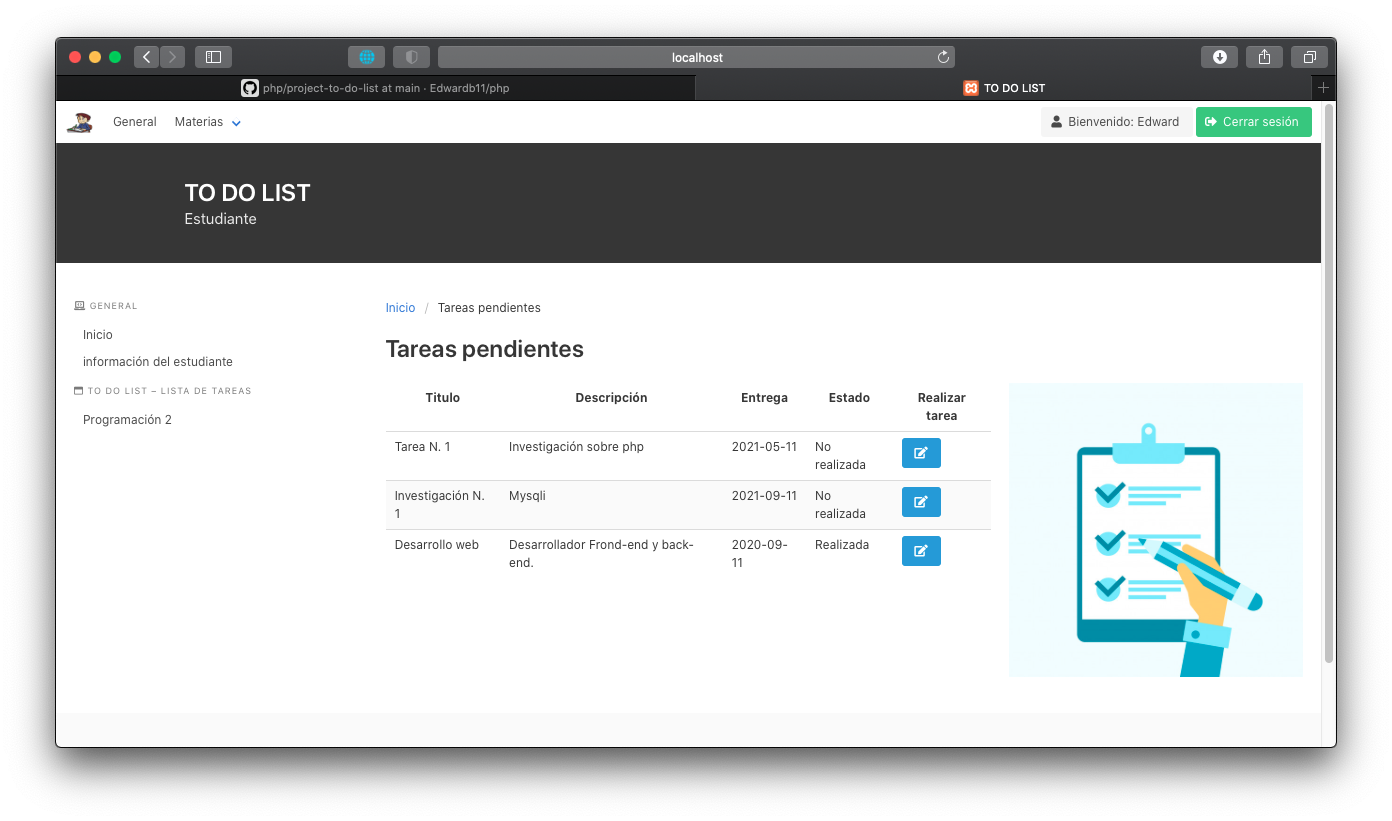 localhost
php/project-to-do-list at main · Edwardb11/php
TO DO LIST
General Materias
Bienvenido: Edward
Cerrar sesión
TO DO LIST
Estudiante
GENERAL
Inicio
información del estudiante
TO DO LIST – LISTA DE TAREAS
Programación 2
Inicio / Tareas pendientes
Tareas pendientes
Titulo Descripción Entrega Estado Realizar
tarea
Tarea N. 1 Investigación sobre php 2021-05-11 No
realizada
Investigación N. Mysqli 2021-09-11 No
1 realizada
Desarrollo web Desarrollador Frond-end y back- 2020-09- Realizada
end. 11